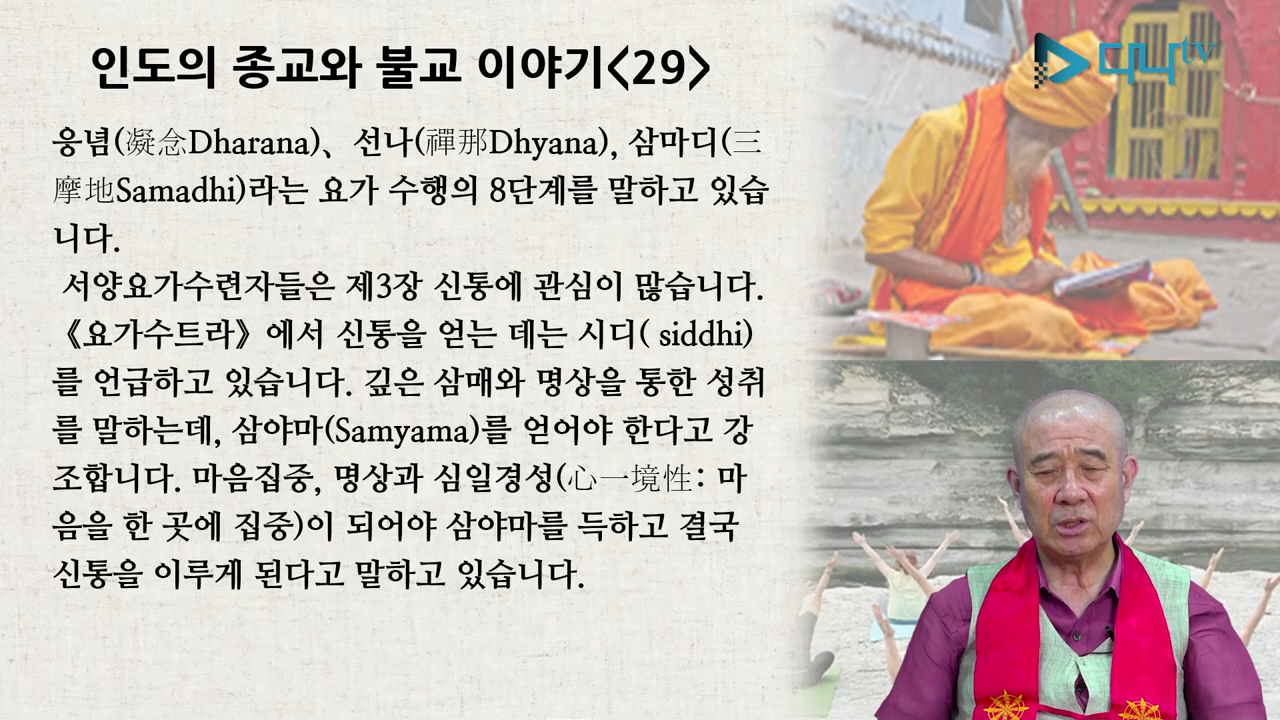 인도의 종교와 불교 이야기<29>
다나tv
응념(凝念Dharana)、선나(禪那Dhyana), 삼마디(三
摩地Samadhi)라는 요가 수행의 8단계를 말하고 있습
니다.
서양요가수련자들은 제3장 신통에 관심이 많습니다.
《요가수트라》에서 신통을 얻는 데는 시디( siddhi)
를 언급하고 있습니다. 깊은 삼매와 명상을 통한 성취
를 말하는데, 삼야마(Samyama)를 얻어야 한다고 강
조합니다. 마음집중, 명상과 심일경성(心一境性: 마
음을 한 곳에 집중)이 되어야 삼야마를 득하고 결국
신통을 이루게 된다고 말하고 있습니다.